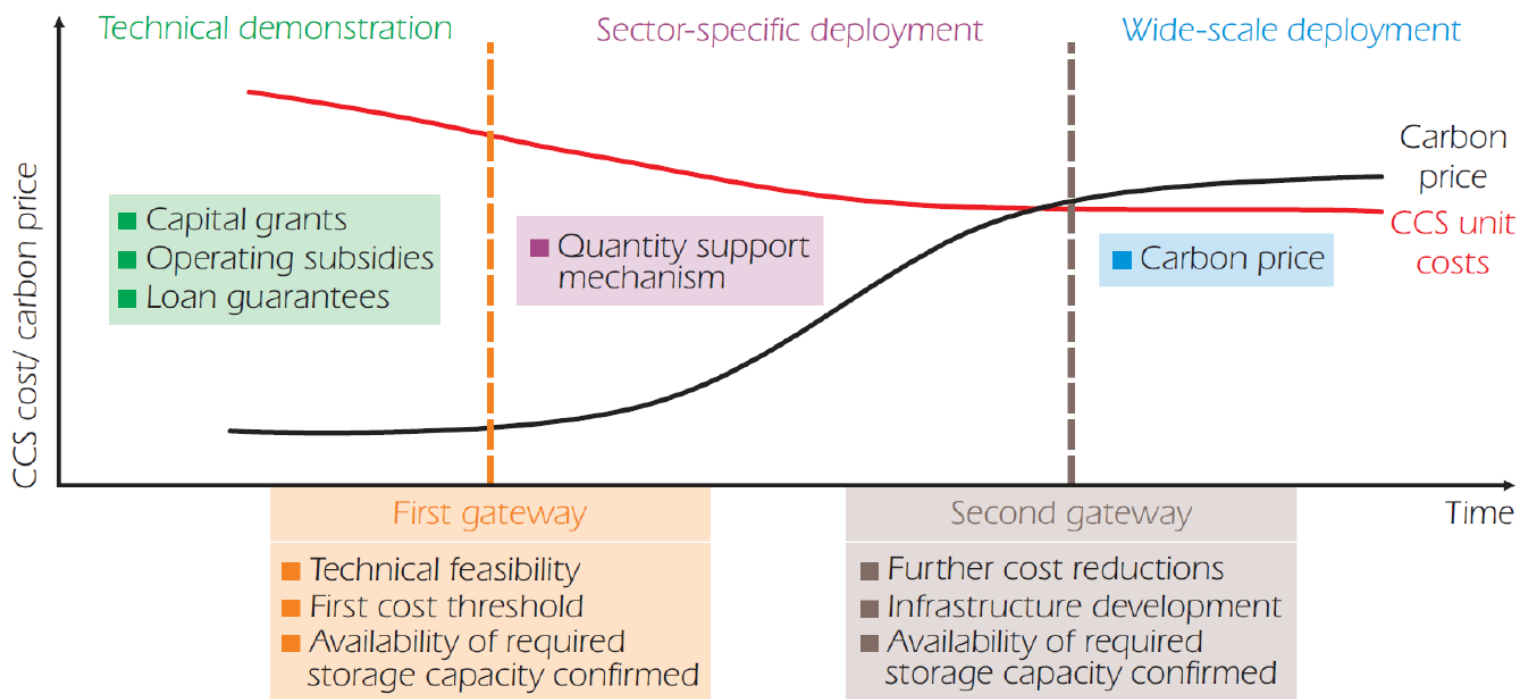 Technical demonstration
Sector-specific deployment
Wide-scale deployment
CCS cost/ carbon price
Capital grants
Operating subsidies
Loan guarantees
Quantity support
mechanism
Carbon price
Carbon
price
CCS unit
costs
Time
First gateway
Technical feasibility
First cost threshold
Availability of required
storage capacity confirmed
Second gateway
Further cost reductions
Infrastructure development
Availability of required
storage capacity confirmed